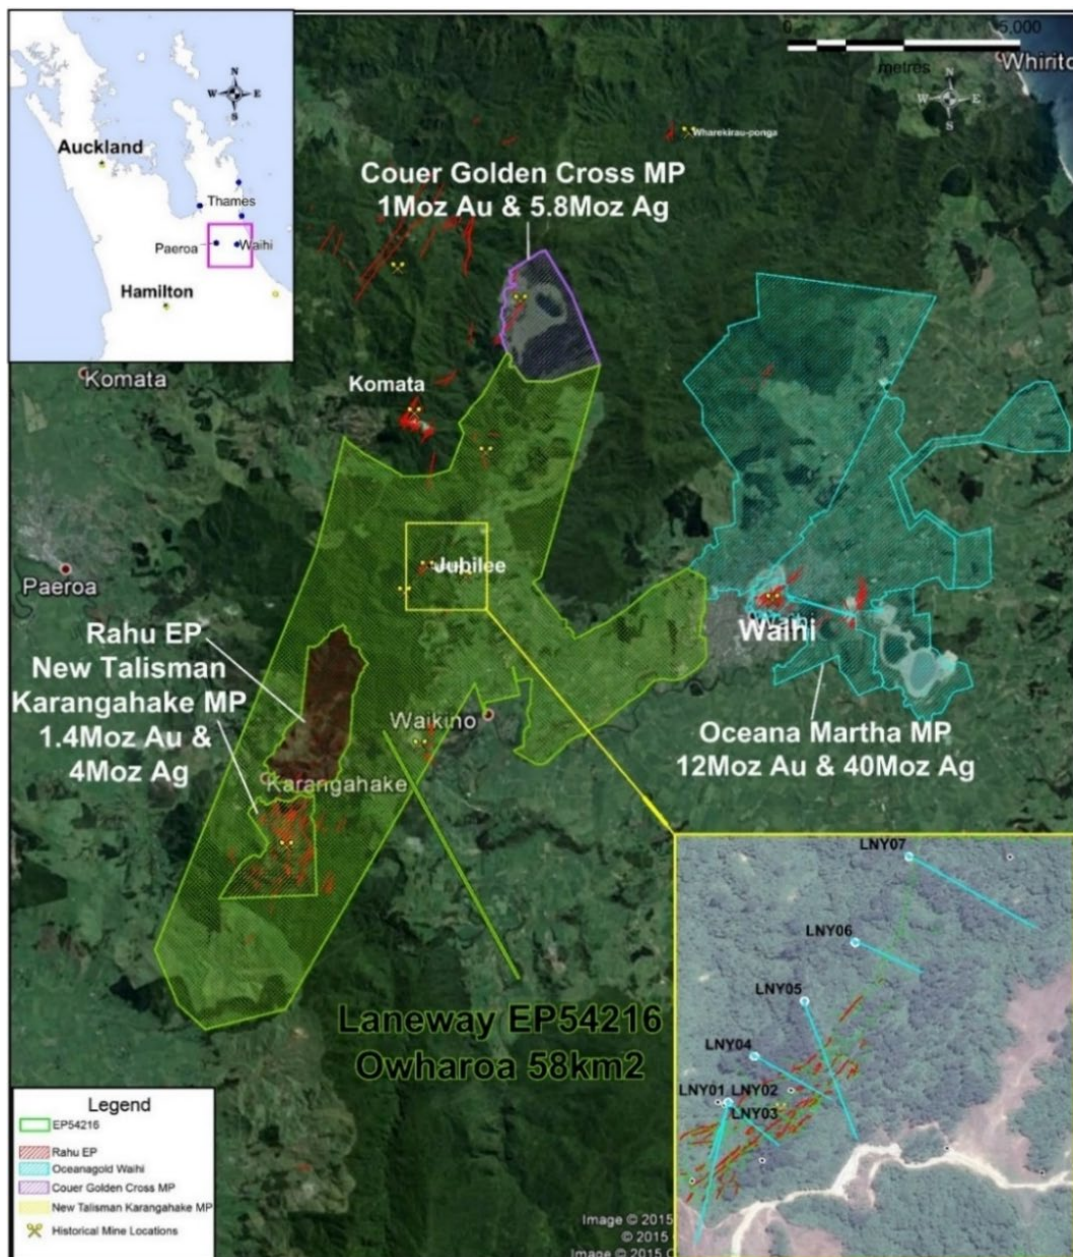 N
W E
S
Auckland
Thames
Paeroa
Waihi
Hamilton
0 5,000
metres
N
W E
S
Wharekirau-ponga
Couer Golden Cross MP
1Moz Au & 5.8Moz Ag
Komata
Komata
Jubilee
Paeroa
Rahu EP
New Talisman
Karangahake MP
1.4Moz Au &
4Moz Ag
Waikino
Karangahake
Waihi
Waihi
Oceana Martha MP
12Moz Au & 40Moz Ag
Laneway EP54216
Owharoa 58km2
LNY07
LNY06
LNY05
LNY04
LNY01 LNY02
LNY03
Legend
EP54216
Rahu EP
Oceanagold Waihi
Couer Golden Cross MP
New Talisman Karangahake MP
Historical Mine Locations
Image © 2015
© 2015
Image © 2015